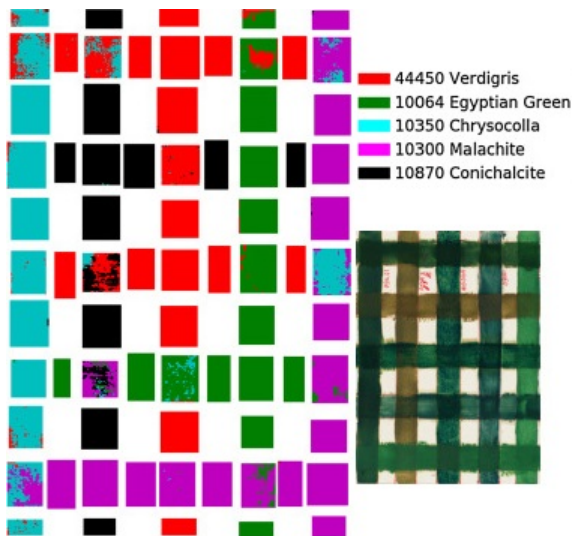 44450 Verdigris
10064 Egyptian Green
10350 Chrysocolla
10300 Malachite
10870 Conichalcite